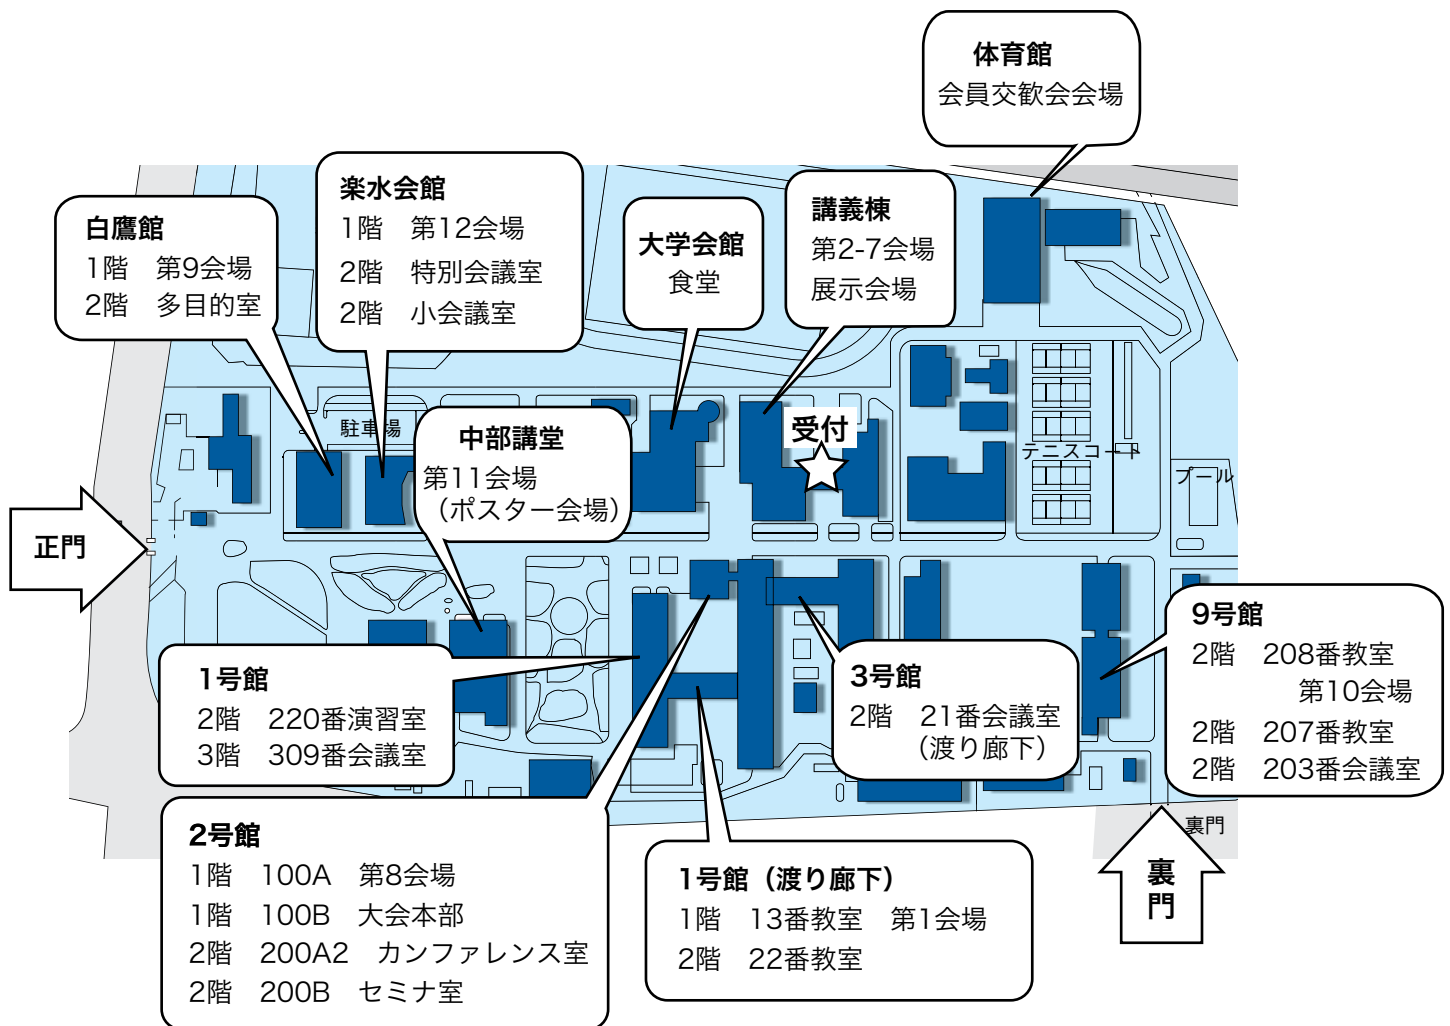 体育館
会員交歓会会場
楽水会館
1階　第12会場
2階　特別会議室
2階　小会議室
白鷹館
1階　第9会場
2階　多目的室
大学会館
食堂
講義棟
第2-7会場
展示会場
駐車場
中部講堂
第11会場
（ポスター会場）
受付
テニスコート
プール
正門
1号館
2階　220番演習室
3階　309番会議室
3号館
2階　21番会議室
（渡り廊下）
9号館
2階　208番教室
第10会場
2階　207番教室
2階　203番会議室
2号館
1階　100A　第8会場
1階　100B　大会本部
2階　200A2　カンファレンス室
2階　200B　セミナ室
1号館（渡り廊下）
1階　13番教室　第1会場
2階　22番教室
裏門
裏
門